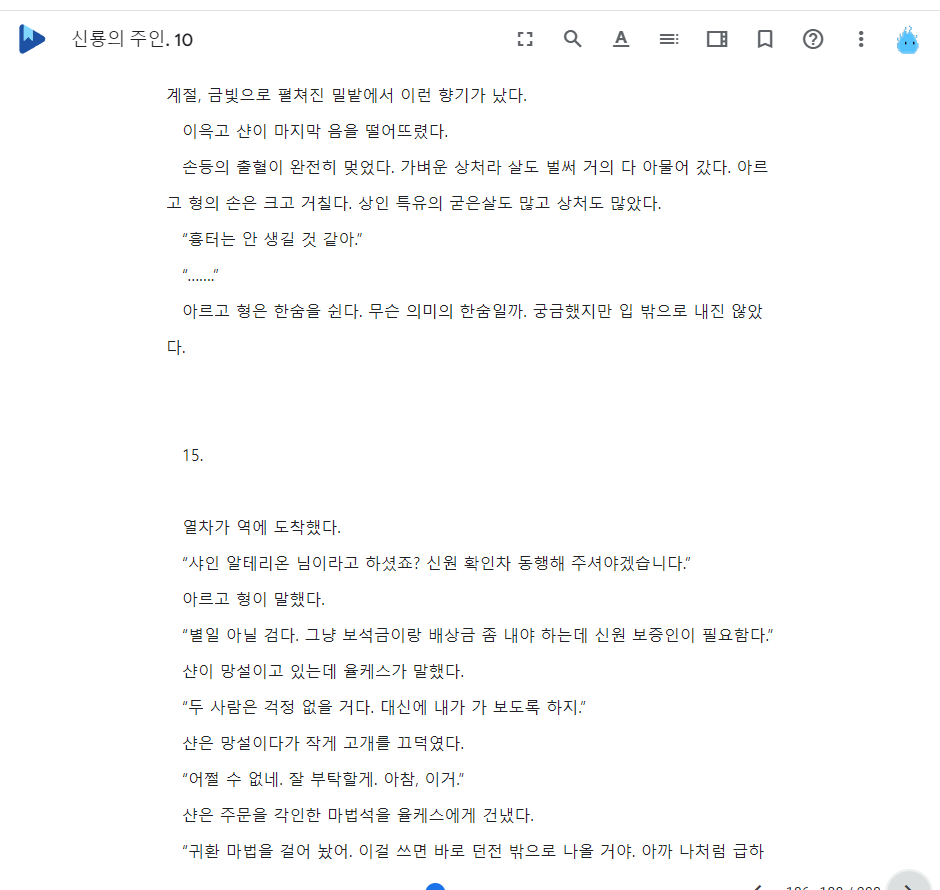 신룡의 주인. 10
계절, 금빛으로 펼쳐진 밀밭에서 이런 향기가 났다.
이윽고 샨이 마지막 음을 떨어뜨렸다.
손등의 출혈이 완전히 멎었다. 가벼운 상처라 살도 벌써 거의 다 아물어 갔다. 아르
고 형의 손은 크고 거칠다. 상인 특유의 굳은살도 많고 상처도 많았다.
“흉터는 안 생길 것 같아.”
“…….”
아르고 형은 한숨을 쉰다. 무슨 의미의 한숨일까. 궁금했지만 입 밖으로 내진 않았
다.
15.
열차가 역에 도착했다.
“샤인 알테리온 님이라고 하셨죠? 신원 확인차 동행해 주셔야겠습니다.”
아르고 형이 말했다.
“별일 아닐 검다. 그냥 보석금이랑 배상금 좀 내야 하는데 신원 보증인이 필요함다.”
샨이 망설이고 있는데 율케스가 말했다.
“두 사람은 걱정 없을 거다. 대신에 내가 가 보도록 하지.”
샨은 망설이다가 작게 고개를 끄덕였다.
“어쩔 수 없네. 잘 부탁할게. 아참, 이거.”
샨은 주문을 각인한 마법석을 율케스에게 건냈다.
“귀환 마법을 걸어 놨어. 이걸 쓰면 바로 던전 밖으로 나올 거야. 아까 나처럼 급하